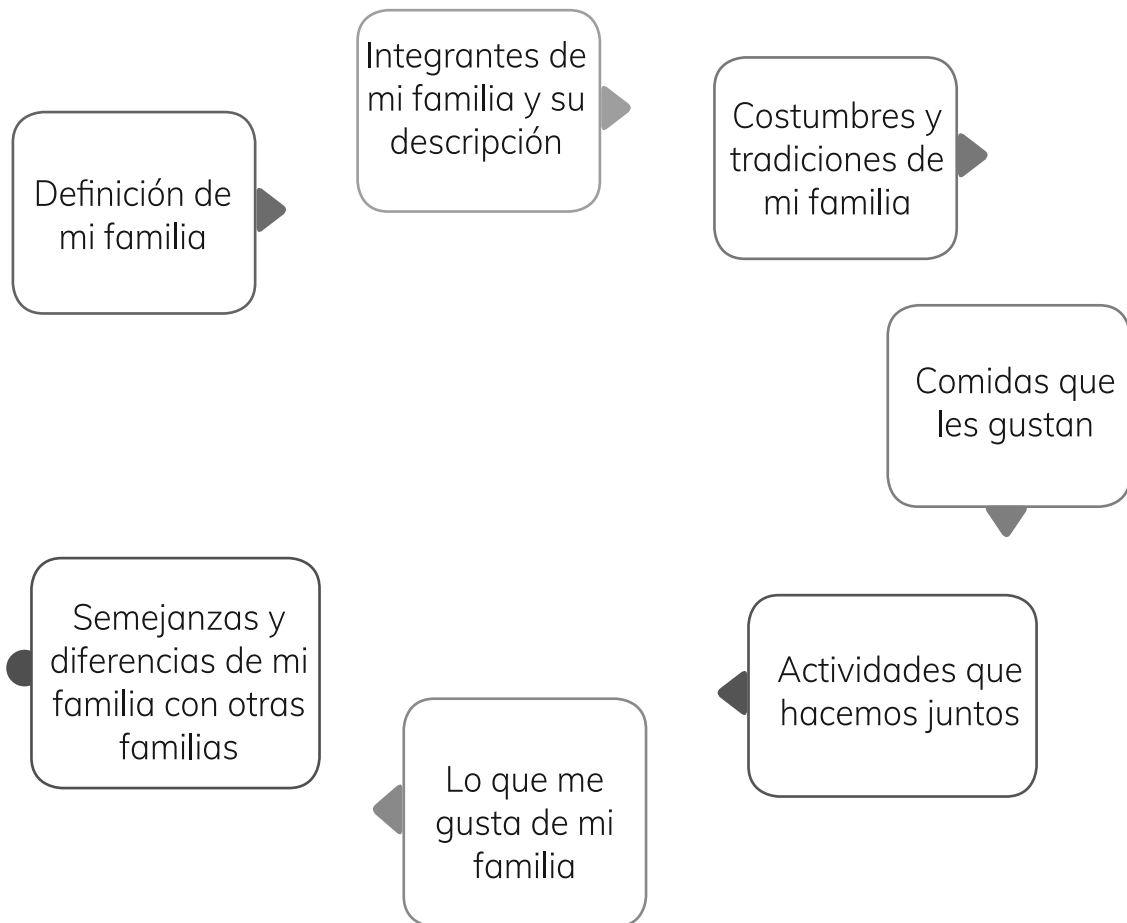 Definición de
mi familia
Integrantes de
mi familia y su
descripción
Costumbres y
tradiciones de
mi familia
Comidas que
les gustan
Actividades que
hacemos juntos
Lo que me
gusta de mi
familia
Semejanzas y
diferencias de mi
familia con otras
familias